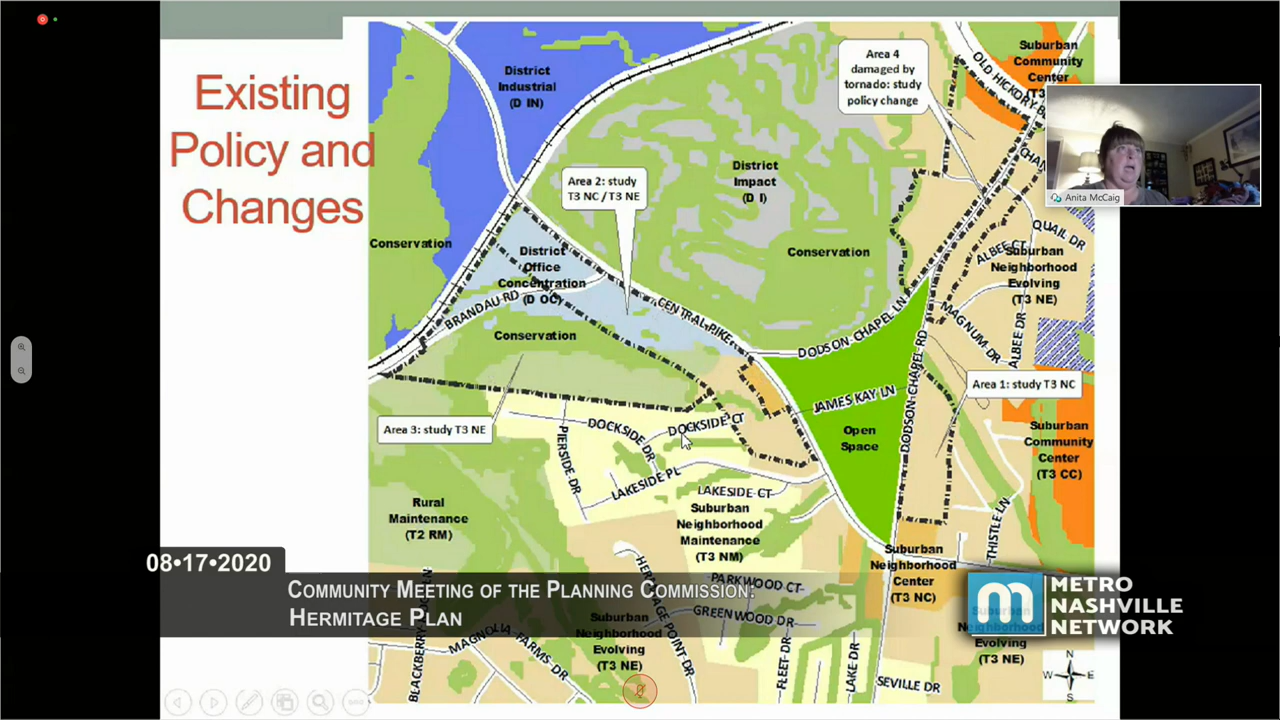 Existing
Policy and
Changes
District
Industrial
(D IN)
Area 4
damaged by
tornado: study
policy change
Suburban
Community
Center
(T3
OLD HICKORY B
Anita McCaig
Area 2: study
T3 NC / T3 NE
District
Impact
(D I)
Conservation
Conservation
District
Office
Concentration
(D OC)
BRANDAU RD
CENTRAL PIKE
Conservation
QUAIL DR
ALBEE CT
Suburban
Neighborhood
Evolving
(T3 NE)
MAGNUM DR
ALBEE DR
DODSON CHAPEL LN
DODSON CHAPEL RD
JAMES KAY LN
Open
Space
Area 1: study T3 NC
Area 3: study T3 NE
DOCKSIDE DR
DOCKSIDE CT
PIERSIDE DR
LAKESIDE PL
LAKESIDE CT
Suburban
Neighborhood
Maintenance
(T3 NM)
Suburban
Community
Center
(T3 CC)
THISTLE LN
Rural
Maintenance
(T2 RM)
Suburban
Neighborhood
Center
(T3 NC)
08•17•2020
COMMUNITY MEETING OF THE PLANNING COMMISSION:
HERMITAGE PLAN
m
METRO
NASHVILLE
NETWORK
HERMITAGE POINT DR
PARKWOOD CT
GREENWOOD DR
Suburban
Neighborhood
Evolving
(T3 NE)
Suburban
Neighborhood
Evolving
(T3 NE)
MAGNOLIA FARMS DR
FLEET DR
LAKE DR
SEVILLE DR
N
W E
S